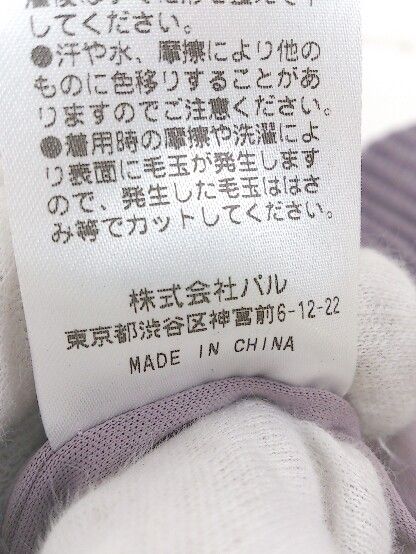 してください。
●汗や水、摩擦により他の
ものに色移りすることがあ
りますのでご注意ください。
●着用時の摩擦や洗濯によ
り表面に毛玉が発生します
ので、発生した毛玉ははさ
み等でカットしてください。
株式会社パル
東京都渋谷区神宮前6-12-22
MADE IN CHINA